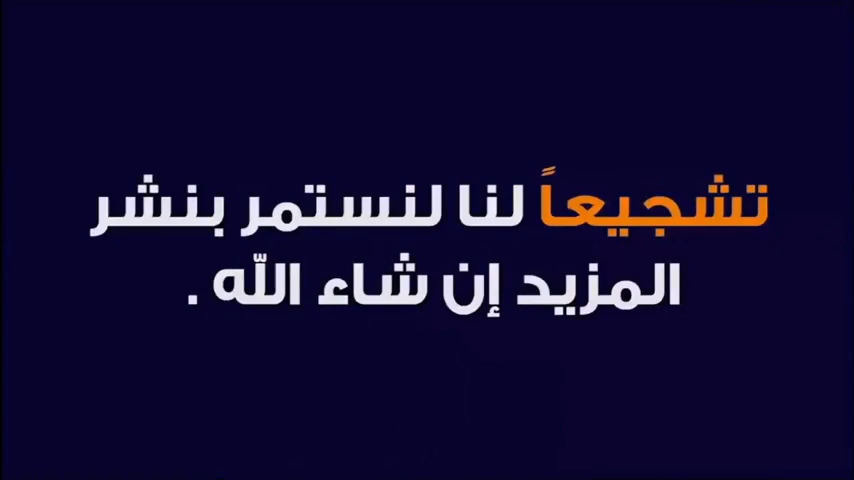 تشجيعاً لنا لنستمر بنشر
المزيد إن شاء الله .